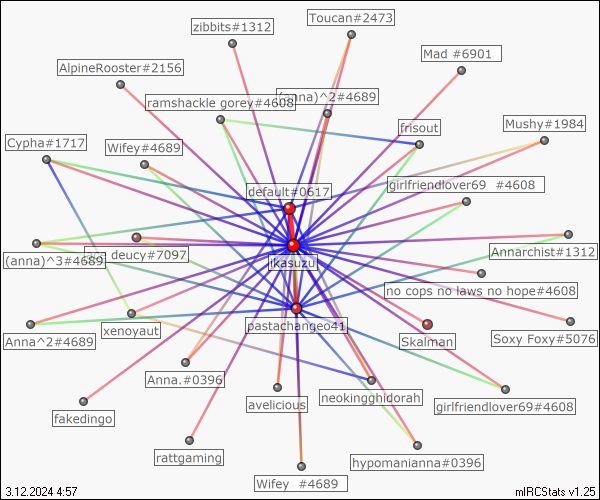 zibbits#1312
Toucan#2473
Mad #6901
AlpineRooster#2156
ramshackle gorey#4608
(anna)^2#4689
frisout
Mushy#1984
Cypha#1717
Wifey#4689
default#0617
girlfriendlover69 #4608
(anna)^3#4689
deucy#7097
jkasuzu
Annarchist#1312
no cops no laws no hope#4608
Anna^2#4689
xenoyaut
pastachangeo41
Skalman
Soxy Foxy#5076
Anna.#0396
avelicious
neokingghidorah
girlfriendlover69#4608
fakedingo
rattgaming
hypomanianna#0396
Wifey #4689
3.12.2024 4:57
mIRCStats v1.25